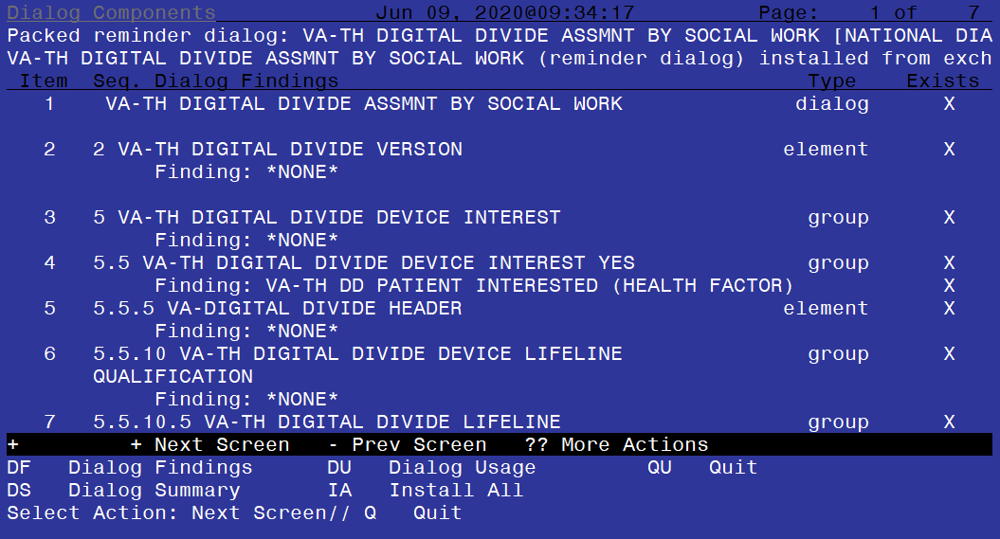 Dialog Components             Jun 09, 2020@09:34:17          Page:    1 of    7
Packed reminder dialog: VA-TH DIGITAL DIVIDE ASSMNT BY SOCIAL WORK [NATIONAL DIA
VA-TH DIGITAL DIVIDE ASSMNT BY SOCIAL WORK (reminder dialog) installed from exch
Item  Seq. Dialog Findings                                      Type    Exists
1    VA-TH DIGITAL DIVIDE ASSMNT BY SOCIAL WORK              dialog      X
2   2 VA-TH DIGITAL DIVIDE VERSION                          element      X
Finding: *NONE*
3   5 VA-TH DIGITAL DIVIDE DEVICE INTEREST                    group      X
Finding: *NONE*
4   5.5 VA-TH DIGITAL DIVIDE DEVICE INTEREST YES              group      X
Finding: VA-TH DD PATIENT INTERESTED (HEALTH FACTOR)            X
5   5.5.5 VA-DIGITAL DIVIDE HEADER                          element      X
Finding: *NONE*
6   5.5.10 VA-TH DIGITAL DIVIDE DEVICE LIFELINE               group      X
QUALIFICATION
Finding: *NONE*
7   5.5.10.5 VA-TH DIGITAL DIVIDE LIFELINE                    group      X
+         + Next Screen   - Prev Screen   ?? More Actions
DF   Dialog Findings      DU   Dialog Usage         QU   Quit
DS   Dialog Summary       IA   Install All
Select Action: Next Screen// Q   Quit